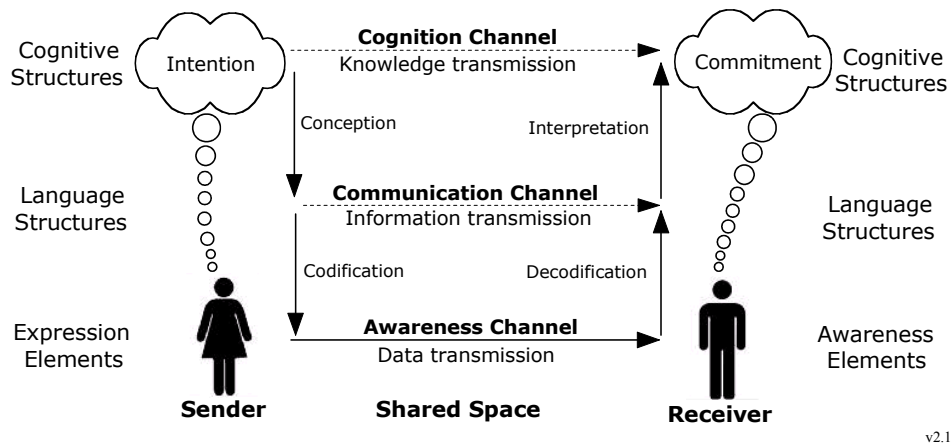 Cognitive
Structures
Intention
Cognition Channel
Knowledge transmission
Commitment
Cognitive
Structures
Conception
Interpretation
Language
Structures
Communication Channel
Information transmission
Language
Structures
Codification
Decodification
Expression
Elements
Awareness Channel
Data transmission
Awareness
Elements
Sender
Shared Space
Receiver
v2.1